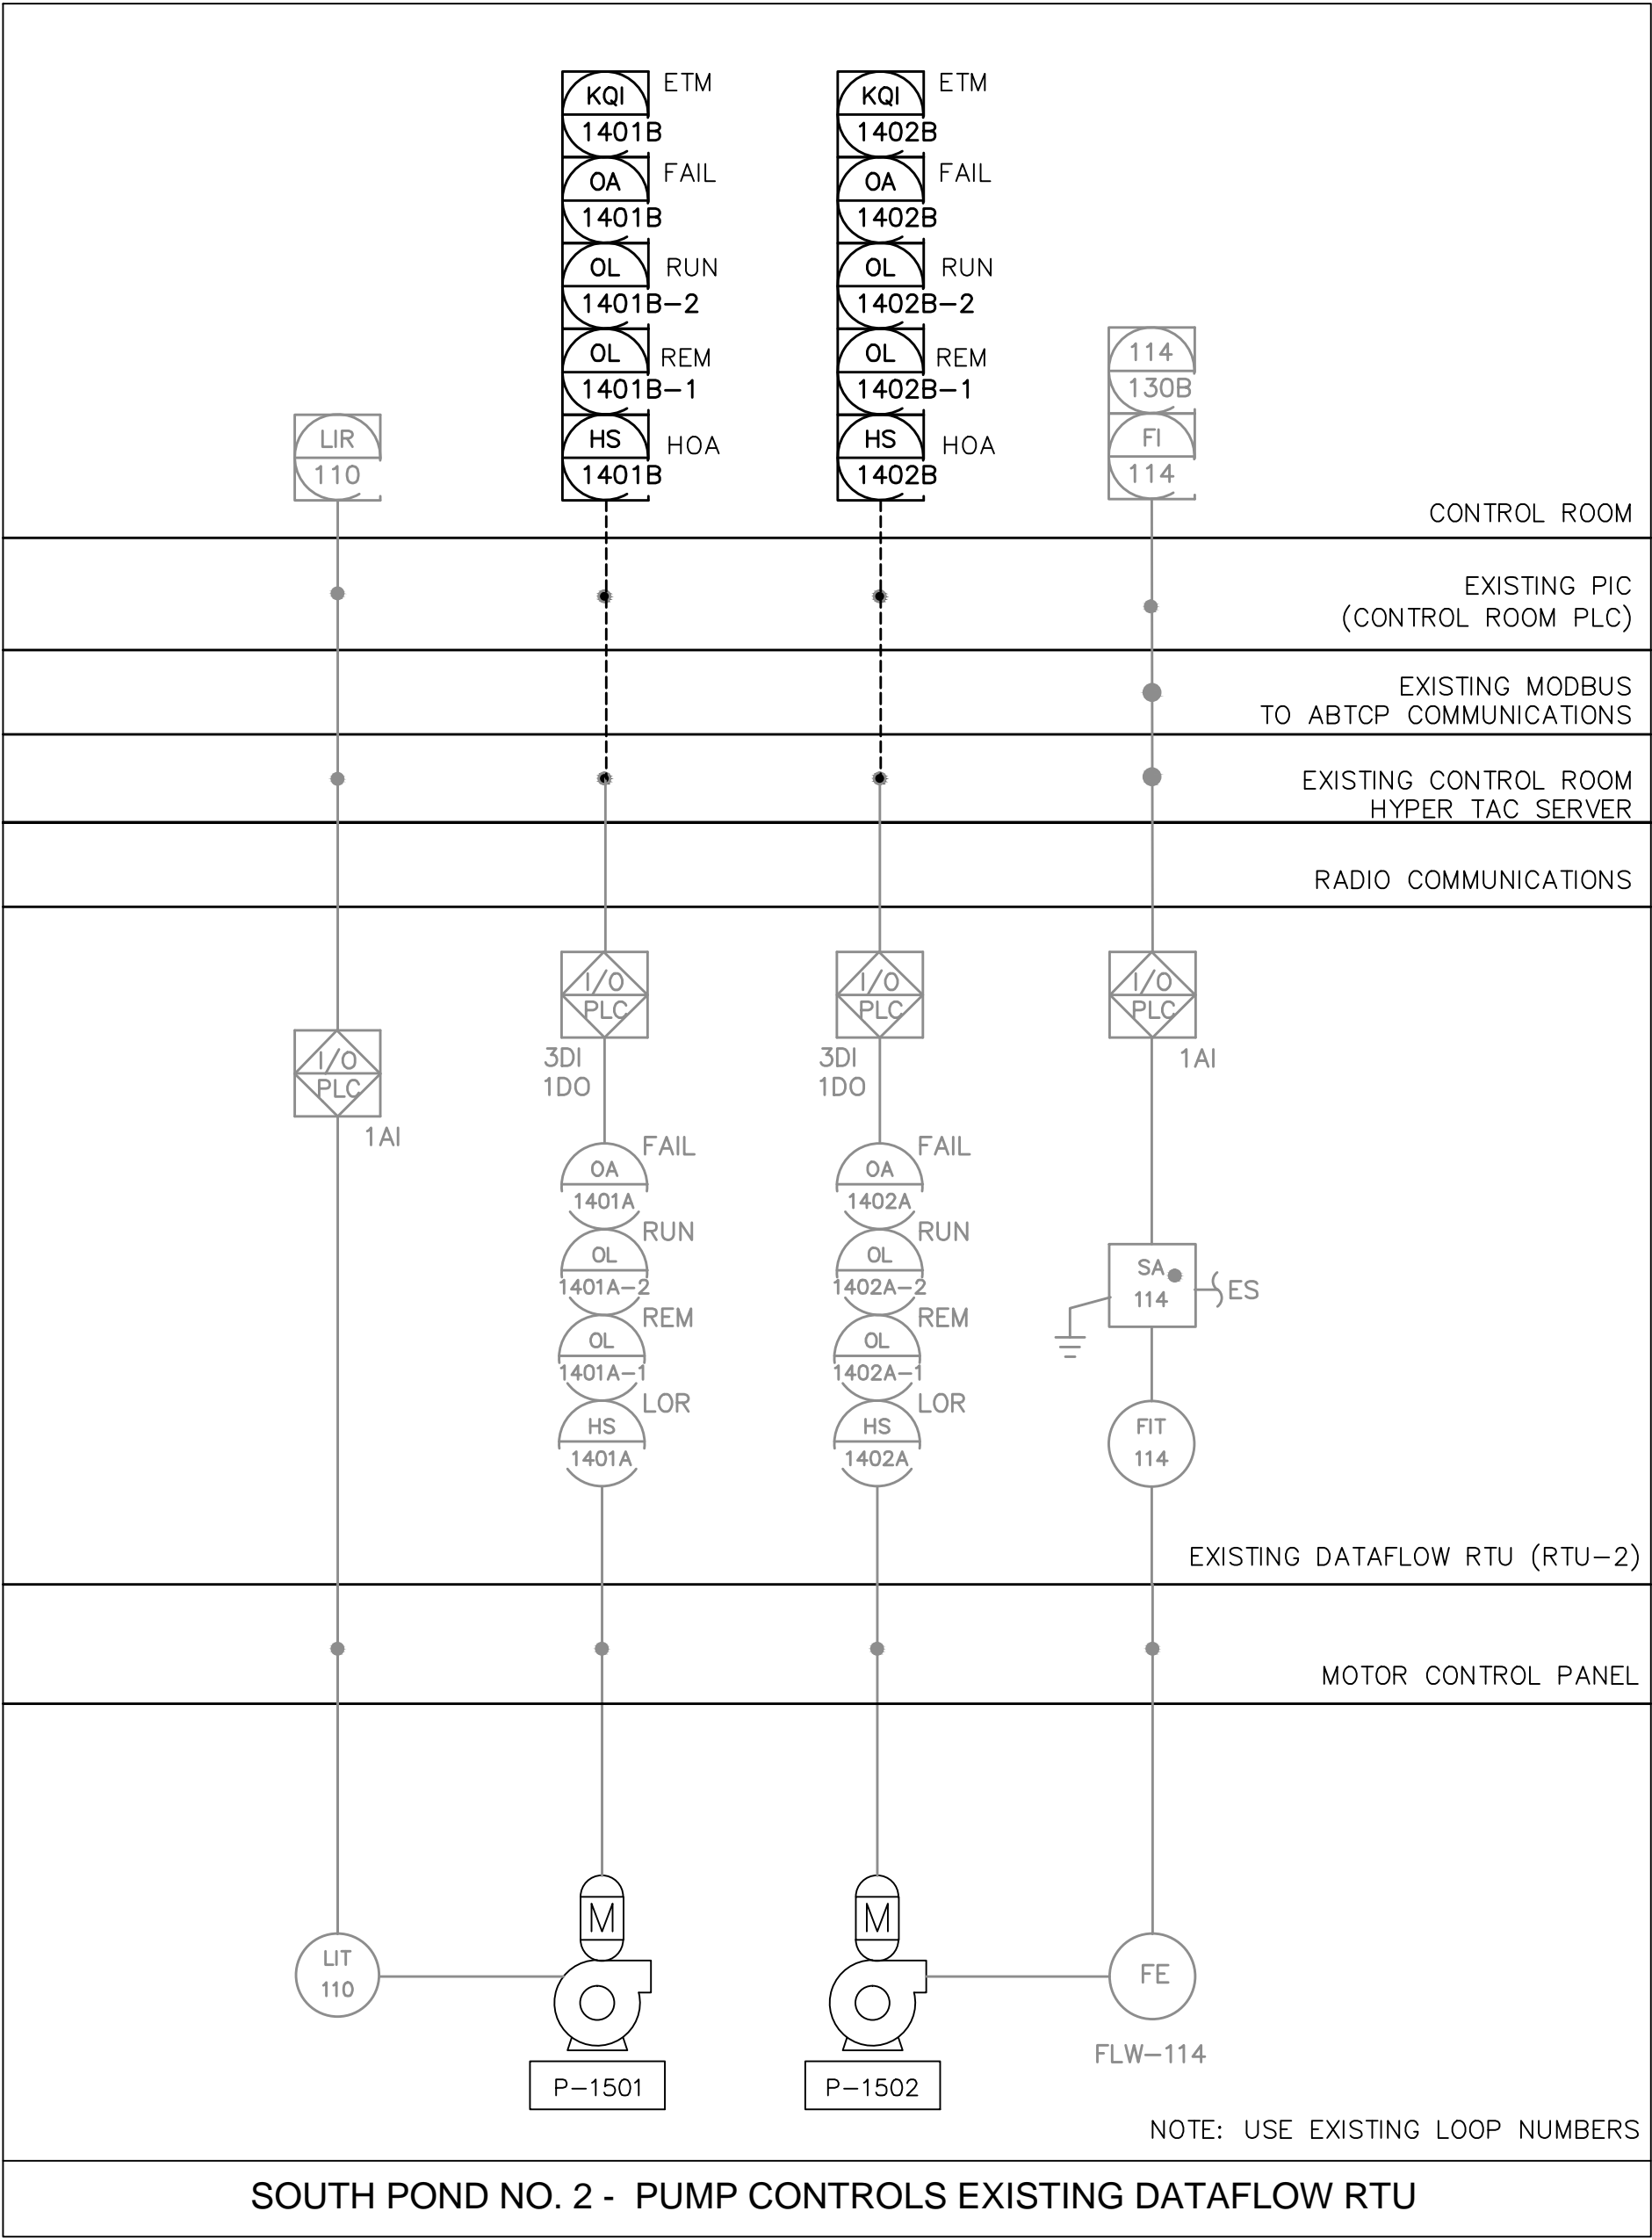 KQI
1401B
ETM
OA
1401B
FAIL
OL
1401B-2
RUN
OL
1401B-1
REM
HS
1401B
HOA
KQI
1402B
ETM
OA
1402B
FAIL
OL
1402B-2
RUN
OL
1402B-1
REM
HS
1402B
HOA
LIR
110
114
130B
FI
114
CONTROL ROOM
EXISTING PIC
(CONTROL ROOM PLC)
EXISTING MODBUS
TO ABTCP COMMUNICATIONS
EXISTING CONTROL ROOM
HYPER TAC SERVER
RADIO COMMUNICATIONS
I/O
PLC
1AI
I/O
PLC
3DI
1DO
OA
1401A
FAIL
OL
1401A-2
RUN
OL
1401A-1
REM
HS
1401A
LOR
I/O
PLC
3DI
1DO
OA
1402A
FAIL
OL
1402A-2
RUN
OL
1402A-1
REM
HS
1402A
LOR
I/O
PLC
1AI
SA
114
ES
FIT
114
EXISTING DATAFLOW RTU (RTU-2)
MOTOR CONTROL PANEL
LIT
110
M
P-1501
M
P-1502
FE
FLW-114
NOTE: USE EXISTING LOOP NUMBERS
SOUTH POND NO. 2 - PUMP CONTROLS EXISTING DATAFLOW RTU